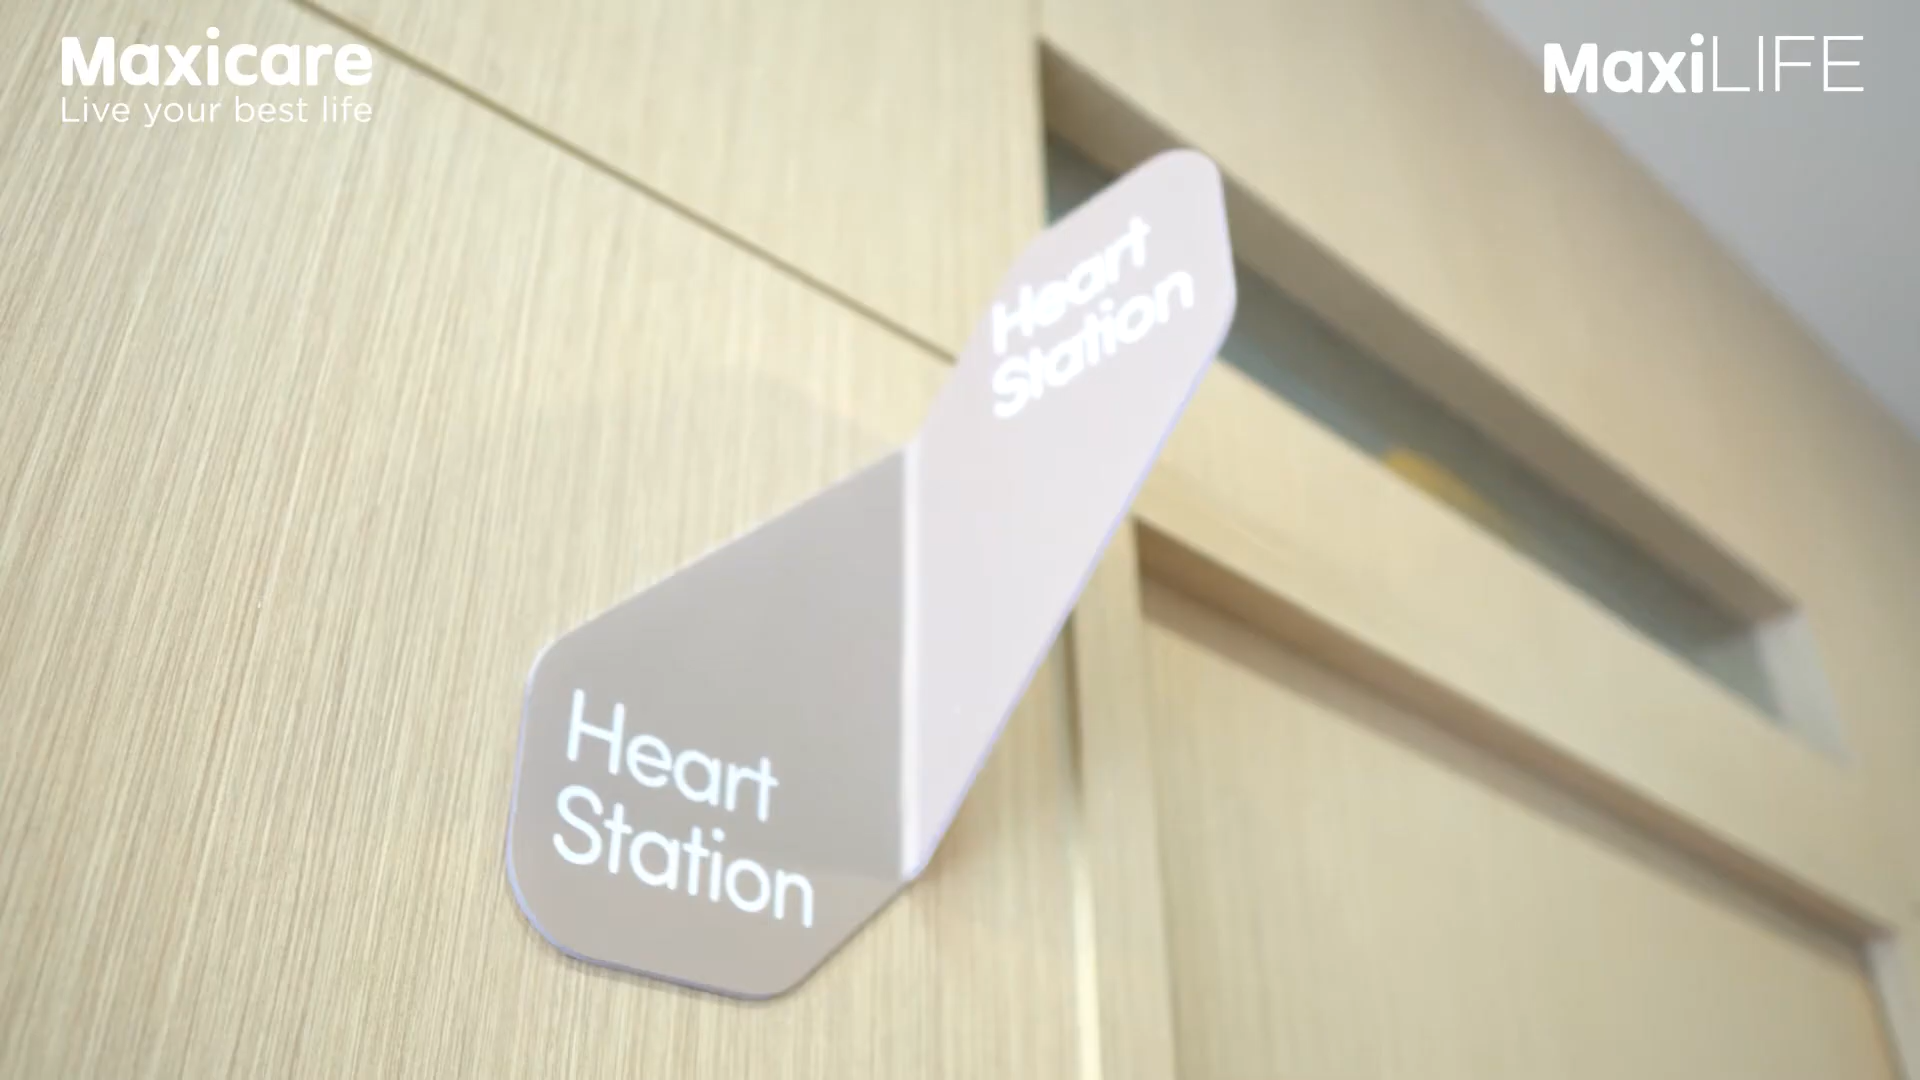 Maxicare
Live your best life
MaxiLIFE
Heart
Station
Heart
Station